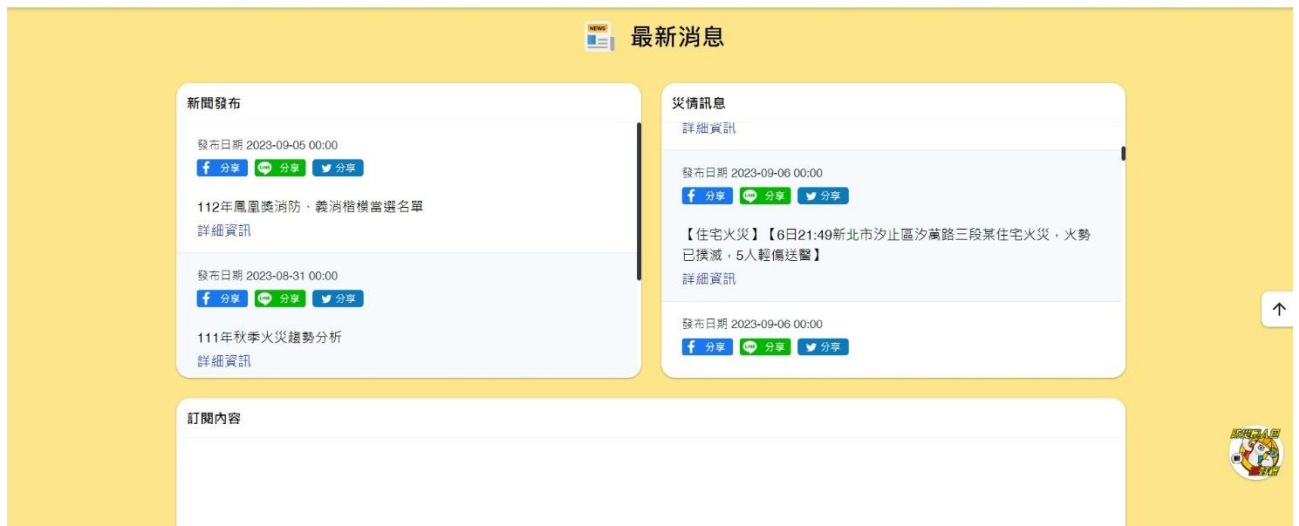 NEWS
最新消息
新聞發布
發布日期 2023-09-05 00:00
分享 LINE 分享 分享
112年鳳凰獎消防、義消楷模當選名單
詳細資訊
發布日期 2023-08-31 00:00
分享 LINE 分享 分享
111年秋季火災趨勢分析
詳細資訊
災情訊息
詳細資訊
發布日期 2023-09-06 00:00
分享 LINE 分享 分享
【住宅火災】【6日21:49新北市汐止區汐萬路三段某住宅火災，火勢
已撲滅，5人輕傷送醫】
詳細資訊
發布日期 2023-09-06 00:00
分享 LINE 分享 分享
訂閱內容